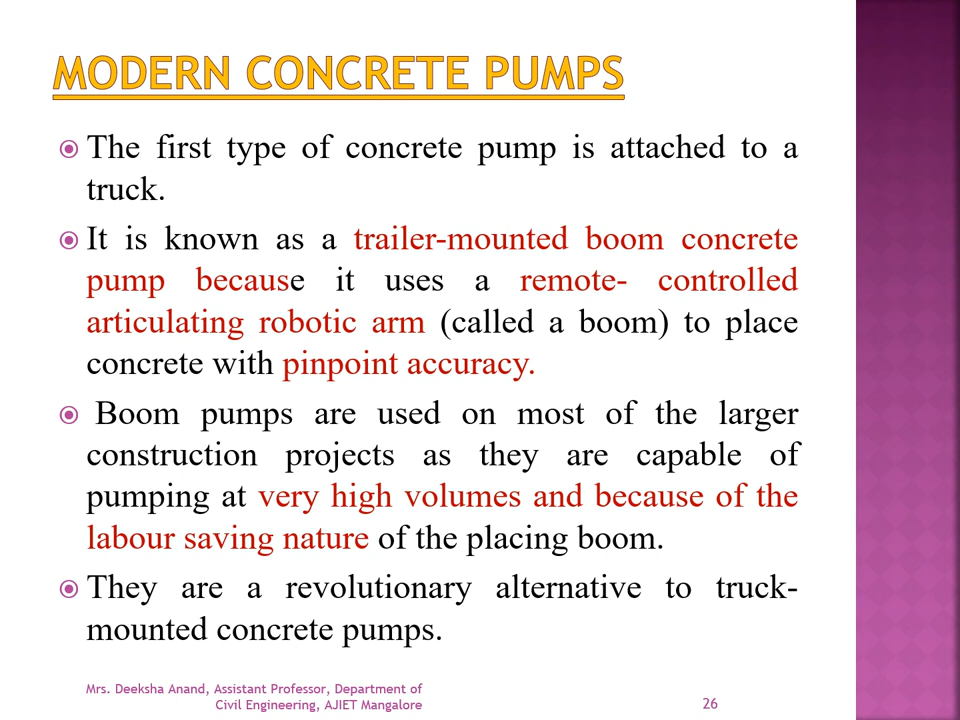 MODERN CONCRETE PUMPS
The first type of concrete pump is attached to a
truck.
It is known as a trailer-mounted boom concrete
pump because it uses a remote- controlled
articulating robotic arm (called a boom) to place
concrete with pinpoint accuracy.
Boom pumps are used on most of the larger
construction projects as they are capable of
pumping at very high volumes and because of the
labour saving nature of the placing boom.
They are a revolutionary alternative to truck-
mounted concrete pumps.
Mrs. Deeksha Anand, Assistant Professor, Department of
Civil Engineering, AJIET Mangalore
26